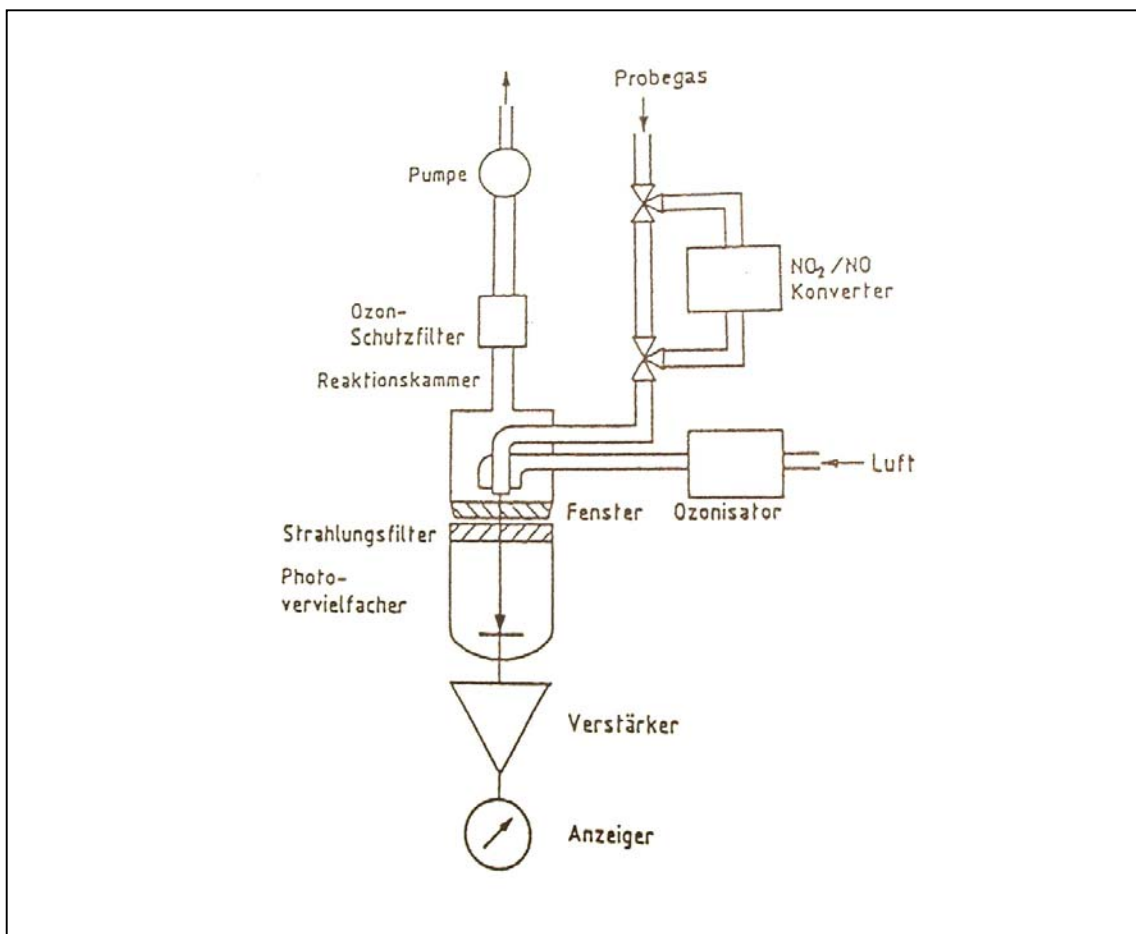 Probegas
Pumpe
NO₂/NO
Konverter
Ozon-
Schutzfilter
Reaktionskammer
Luft
Fenster
Ozonisator
Strahlungsfilter
Photo-
vervielfacher
Verstärker
Anzeiger